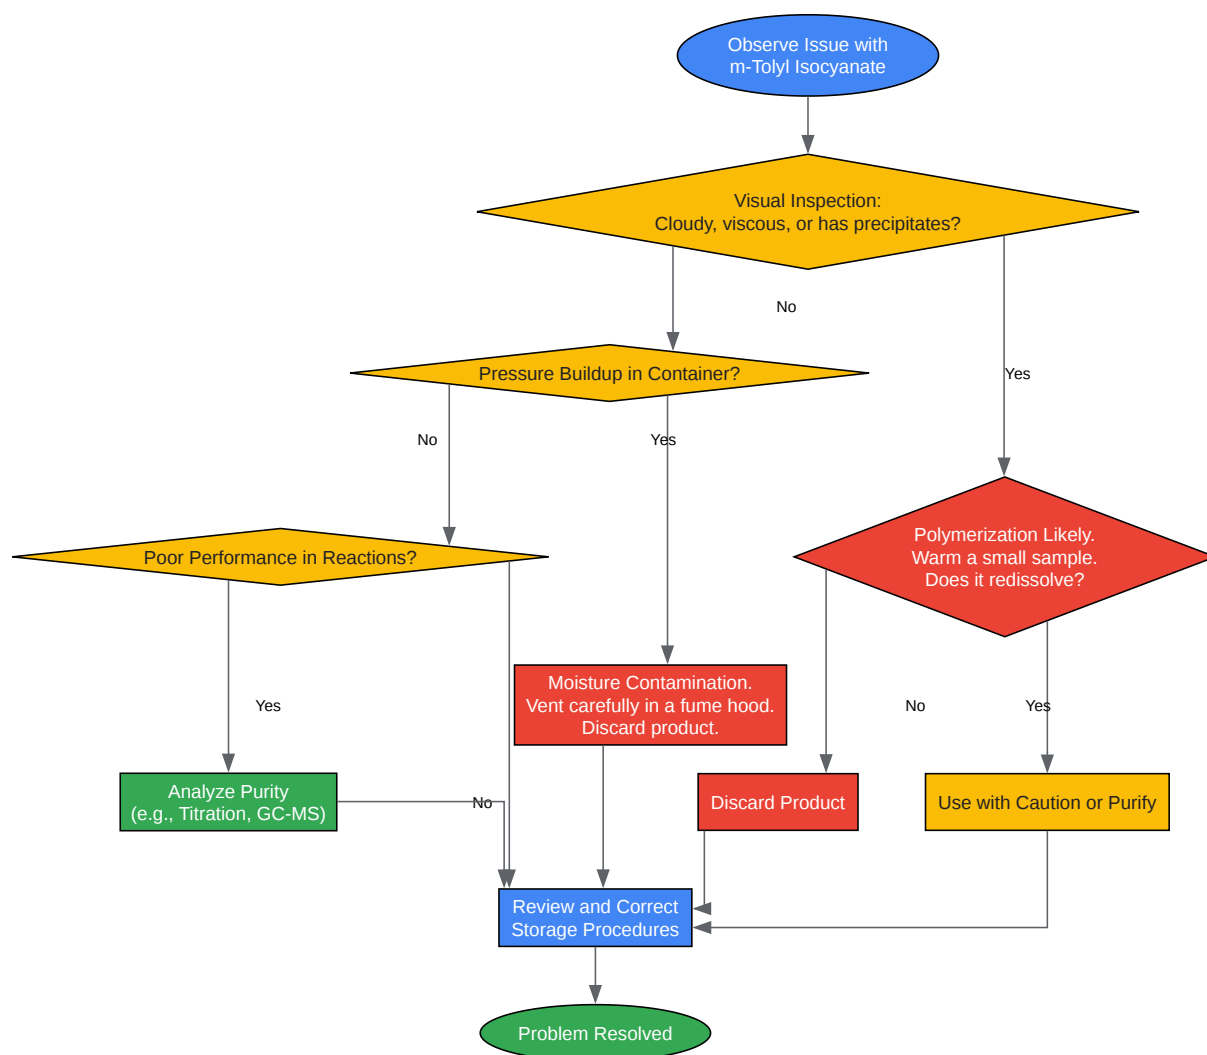 Observe Issue with
m-Tolyl Isocyanate
Visual Inspection:
Cloudy, viscous, or has precipitates?
No
Pressure Buildup in Container?
Yes
No
Yes
Polymerization Likely.
Warm a small sample.
Does it redissolve?
Poor Performance in Reactions?
Moisture Contamination.
Vent carefully in a fume hood.
Discard product.
Yes
No
Yes
Analyze Purity
(e.g., Titration, GC-MS)
No
Discard Product
Use with Caution or Purify
Review and Correct
Storage Procedures
Problem Resolved